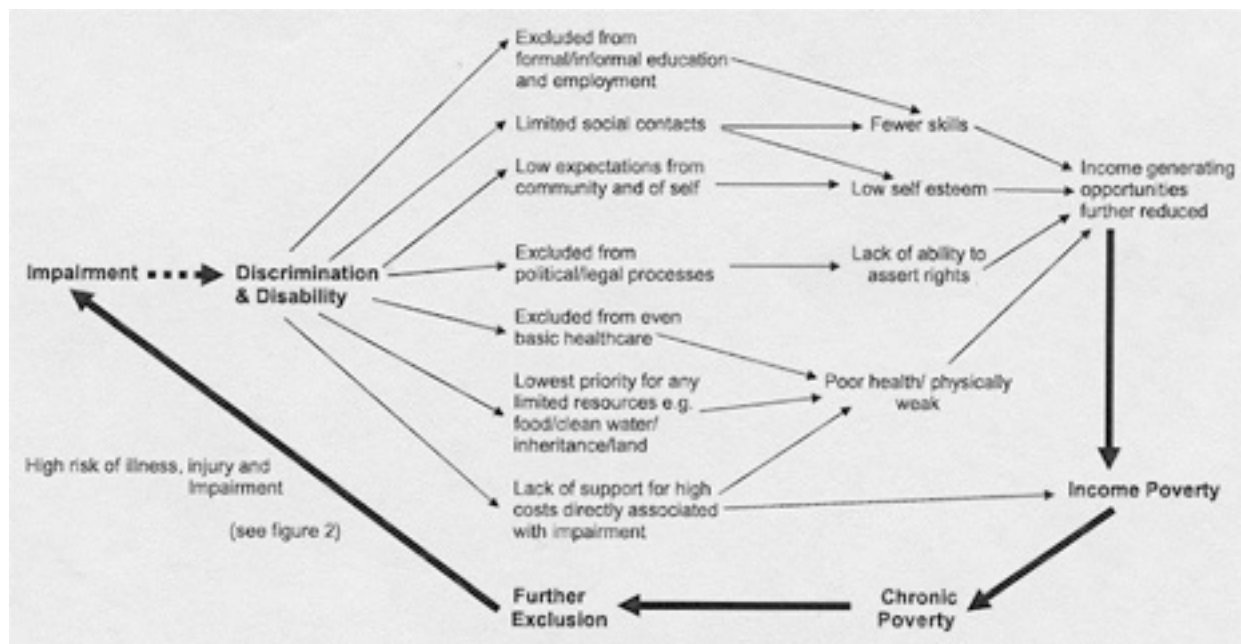 Excluded from
formal/informal education
and employment
Limited social contacts
Fewer skills
Low expectations from
community and of self
Low self esteem
Income generating
opportunities
further reduced
Impairment
Discrimination
& Disability
Excluded from
political/legal processes
Lack of ability to
assert rights
Excluded from even
basic healthcare
Lowest priority for any
limited resources e.g.
food/clean water/
inheritance/land
Poor health/ physically
weak
High risk of illness, injury and
Impairment
(see figure 2)
Lack of support for high
costs directly associated
with impairment
Income Poverty
Further
Exclusion
Chronic
Poverty